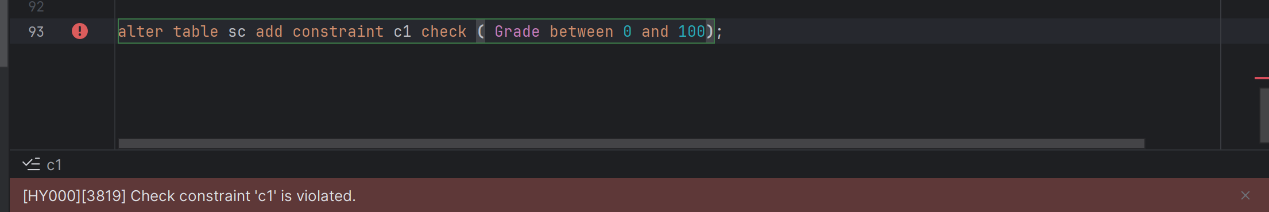 92
93 alter table sc add constraint c1 check ( Grade between 0 and 100);
c1
[HY000][3819] Check constraint 'c1' is violated.